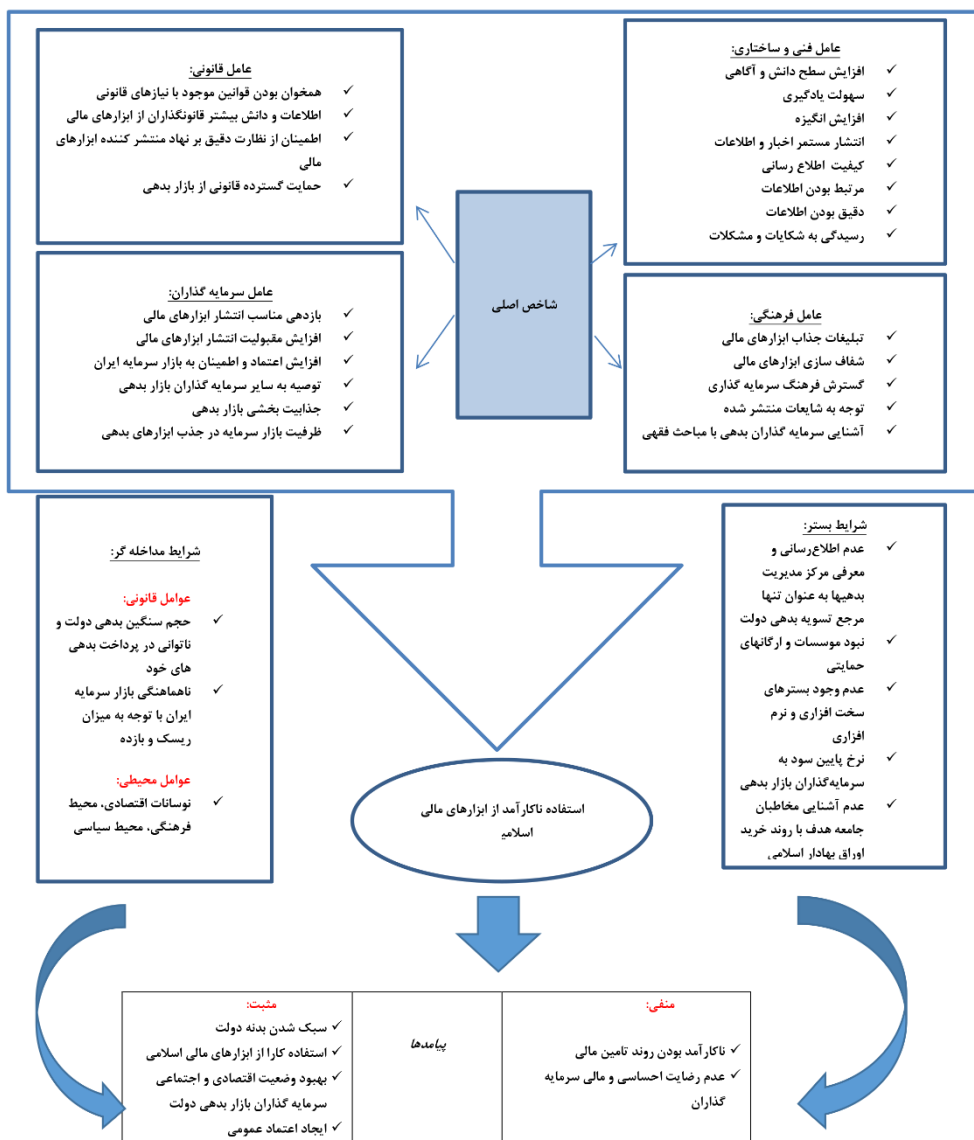 عامل فنی و ساختاری:
افزایش سطح دانش و آگاهی
سهولت یادگیری
افزایش انگیزه
انتشار مستمر اخبار و اطلاعات
کیفیت اطلاع رسانی
مرتبط بودن اطلاعات
دقیق بودن اطلاعات
رسیدگی به شکایات و مشکلات
عامل قانونی:
همخوان بودن قوانین موجود با نیازهای قانونی
اطلاعات و دانش بیشتر قانونگذاران از ابزارهای مالی
اطمینان از نظارت دقیق بر نهاد منتشر کننده ابزارهای
مالی
حمایت گسترده قانونی از بازار بدهی
شاخص اصلی
عامل فرهنگی:
تبلیغات جذاب ابزارهای مالی
شفاف سازی ابزارهای مالی
گسترش فرهنگ سرمایه گذاری
توجه به شایعات منتشر شده
آشنایی سرمایه گذاران بدهی با مباحث فقهی
عامل سرمایه گذاران:
بازدهی مناسب انتشار ابزارهای مالی
افزایش مقبولیت انتشار ابزارهای مالی
افزایش اعتماد و اطمینان به بازار سرمایه ایران
توصیه به سایر سرمایه گذاران بازار بدهی
جذابیت بخشی بازار بدهی
ظرفیت بازار سرمایه در جذب ابزارهای بدهی
شرایط بستر:
عدم اطلاع‌رسانی و
معرفی مرکز مدیریت
بدهیها به عنوان تنها
مرجع تسویه بدهی دولت
نبود موسسات و ارگانهای
حمایتی
عدم وجود بسترهای
سخت افزاری و نرم
افزاری
نرخ پایین سود به
سرمایه‌گذاران بازار بدهی
عدم آشنایی مخاطبان
جامعه هدف با روند خرید
اوراق بهادار اسلامی
شرایط مداخله گر:
عوامل قانونی:
حجم سنگین بدهی دولت و
ناتوانی در پرداخت بدهی
های خود
ناهماهنگی بازار سرمایه
ایران با توجه به میزان
ریسک و بازده
عوامل محیطی:
نوسانات اقتصادی، محیط
فرهنگی، محیط سیاسی
استفاده ناکارآمد از ابزارهای مالی
اسلامی
منفی:
ناکارآمد بودن روند تامین مالی
عدم رضایت احساسی و مالی سرمایه
گذاران
پیامدها
مثبت:
سبک شدن بدنه دولت
استفاده کارا از ابزارهای مالی اسلامی
بهبود وضعیت اقتصادی و اجتماعی
سرمایه گذاران بازار بدهی دولت
ایجاد اعتماد عمومی